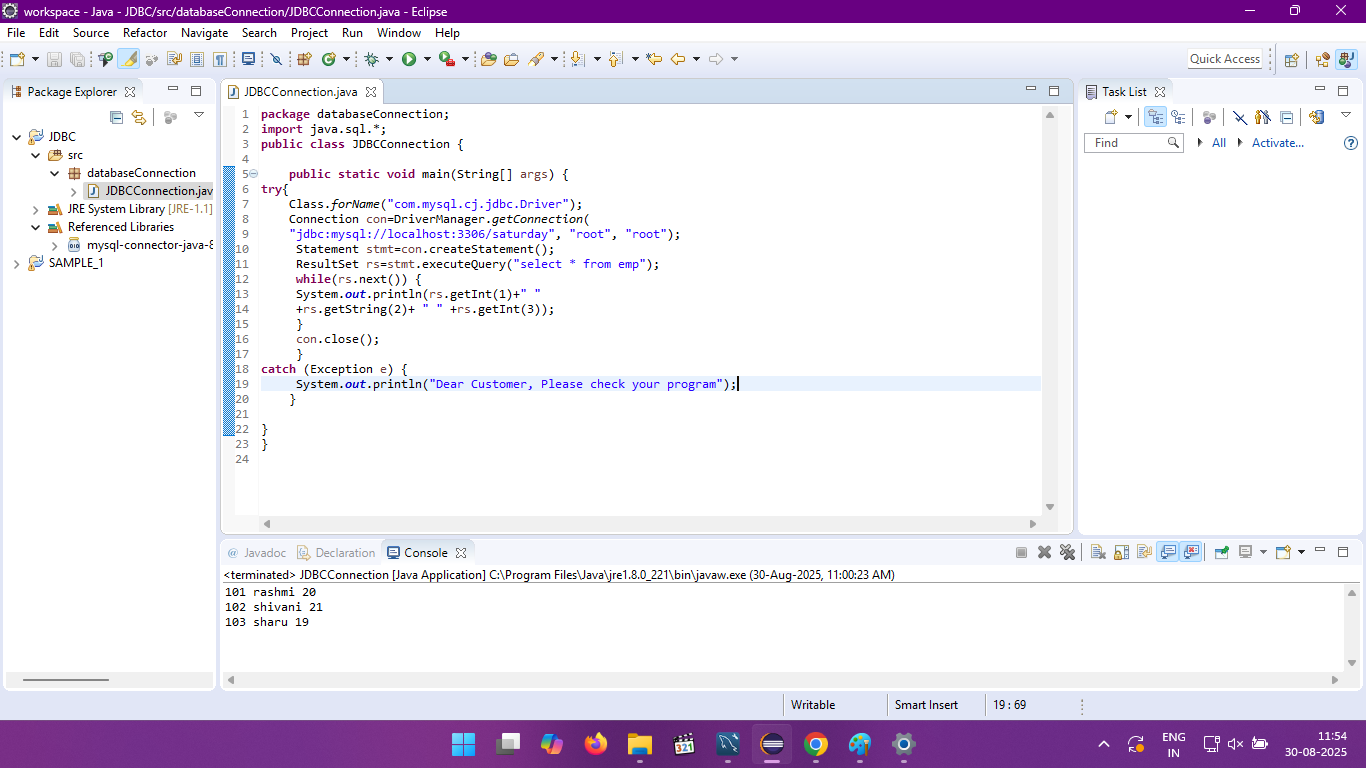 workspace - Java - JDBC/src/databaseConnection/JDBCConnection.java - Eclipse
File Edit Source Refactor Navigate Search Project Run Window Help
Quick Access
Package Explorer
JDBC
src
databaseConnection
JDBCConnection.jav
JRE System Library [JRE-1.1]
Referenced Libraries
mysql-connector-java-8
SAMPLE_1
JDBCConnection.java
1 package databaseConnection;
2 import java.sql.*;
3 public class JDBCConnection {
4
5 public static void main(String[] args) {
6 try{
7 Class.forName("com.mysql.cj.jdbc.Driver");
8 Connection con=DriverManager.getConnection(
9 "jdbc:mysql://localhost:3306/saturday", "root", "root");
10 Statement stmt=con.createStatement();
11 ResultSet rs=stmt.executeQuery("select * from emp");
12 while(rs.next()) {
13 System.out.println(rs.getInt(1)+" "
14 +rs.getString(2)+ " " +rs.getInt(3));
15 }
16 con.close();
17 }
18 catch (Exception e) {
19 System.out.println("Dear Customer, Please check your program");
20 }
21
22 }
23 }
24
Task List
Find All Activate...
@ Javadoc Declaration Console
<terminated> JDBCConnection [Java Application] C:\Program Files\Java\jre1.8.0_221\bin\javaw.exe (30-Aug-2025, 11:00:23 AM)
101 rashmi 20
102 shivani 21
103 sharu 19
Writable Smart Insert 19 : 69
321
ENG
IN
11:54
30-08-2025